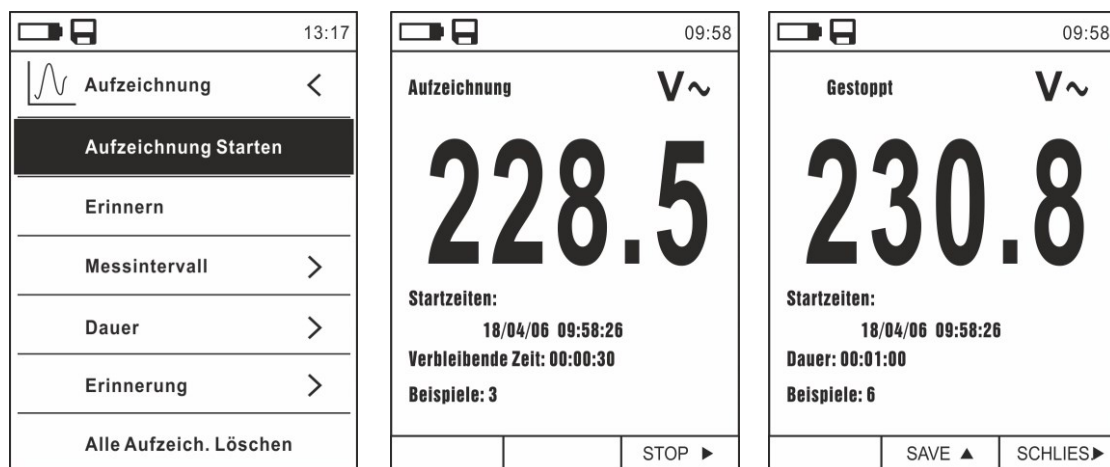 13:17
Aufzeichnung <
Aufzeichnung Starten
Erinnern
Messintervall >
Dauer >
Erinnerung >
Alle Aufzeich. Löschen
09:58
Aufzeichnung V~
228.5
Startzeiten:
18/04/06 09:58:26
Verbleibende Zeit: 00:00:30
Beispiele: 3
STOP ▶
09:58
Gestoppt V~
230.8
Startzeiten:
18/04/06 09:58:26
Dauer: 00:01:00
Beispiele: 6
SAVE ▲ SCHLIES▶